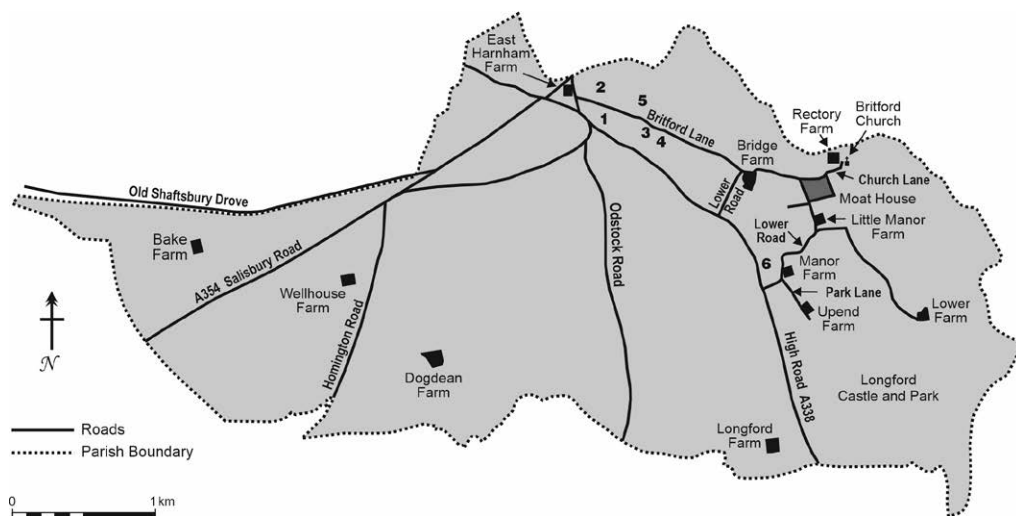 East
Harnham
Farm
2
5
1
3
4
Britford Lane
Rectory
Farm
Britford
Church
Bridge
Farm
Church Lane
Moat House
Old Shaftsbury Drove
Lower
Road
Little Manor
Farm
Bake
Farm
A354 Salisbury Road
Odstock Road
Lower
Road
6
Manor
Farm
Wellhouse
Farm
Park Lane
Upend
Farm
Lower
Farm
N
Homington Road
Dogdean
Farm
High Road A338
Longford
Castle and Park
Roads
Parish Boundary
Longford
Farm
0
1 km